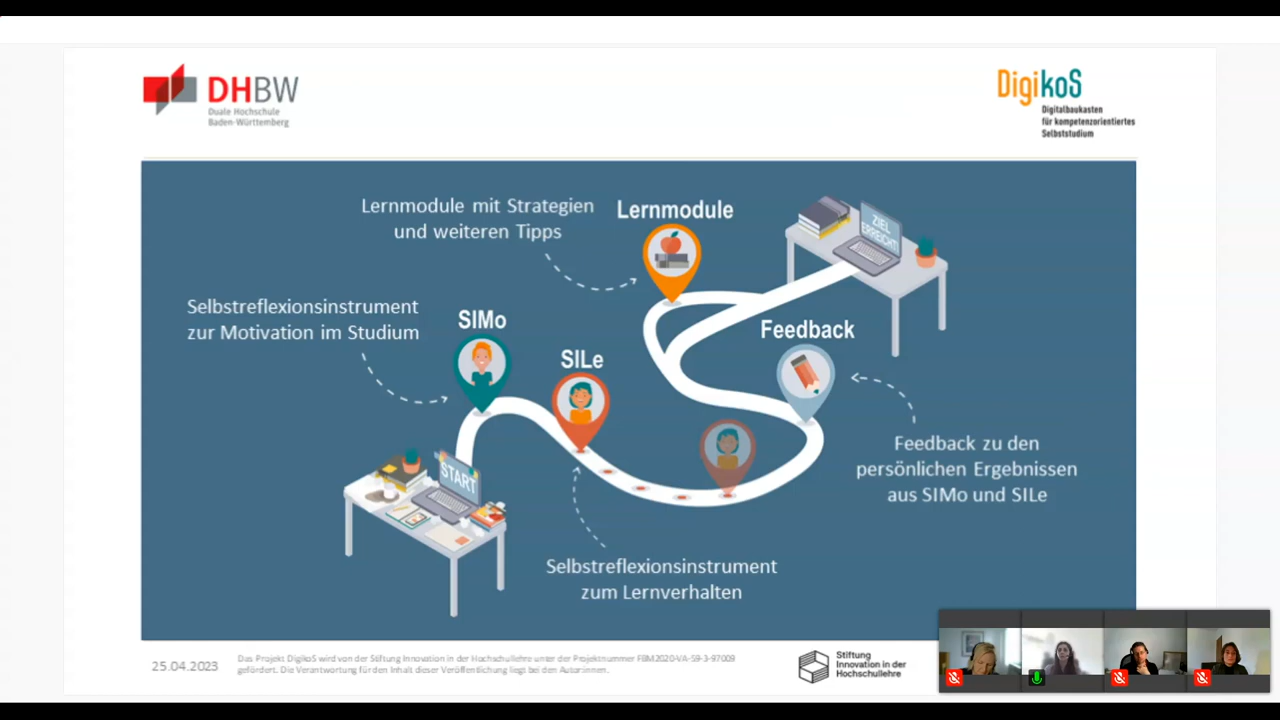 DHBW
Duale Hochschule
Baden-Württemberg
DigikoS
Digitalbaukasten
für kompetenzorientiertes
Selbststudium
Lernmodule mit Strategien
und weiteren Tipps
Lernmodule
ZIEL
ERREICHT!
Selbstreflexionsinstrument
zur Motivation im Studium
SIMo
SILe
Feedback
START
Feedback zu den
persönlichen Ergebnissen
aus SIMo und SILe
Selbstreflexionsinstrument
zum Lernverhalten
25.04.2023
Das Projekt DigikoS wird von der Stiftung Innovation in der Hochschullehre unter der Projektnummer FBM2020-VA-59-3-97009
gefördert. Die Verantwortung für den Inhalt dieser Veröffentlichung liegt bei den Autor:innen.
Stiftung
Innovation in der
Hochschullehre